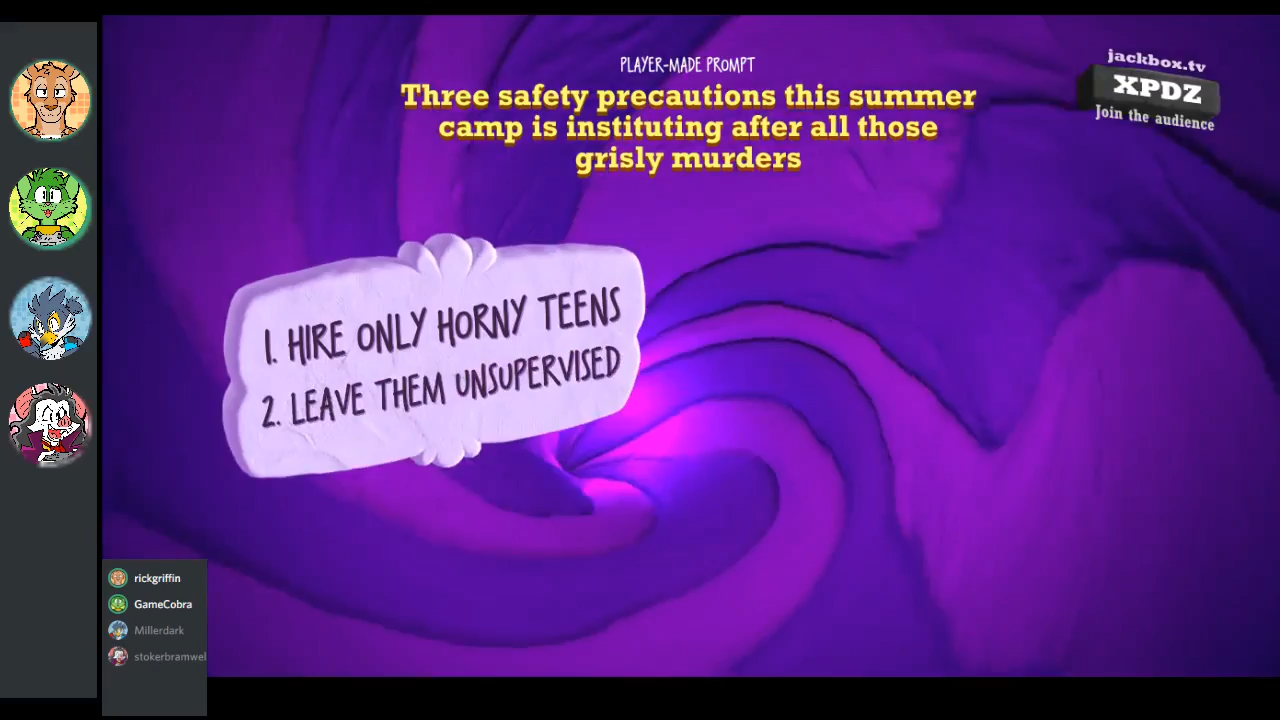 PLAYER-MADE PROMPT
Three safety precautions this summer
camp is instituting after all those
grisly murders
jackbox.tv
XPDZ
Join the audience
1. HIRE ONLY HORNY TEENS
2. LEAVE THEM UNSUPERVISED
rickgriffin
GameCobra
Millerdark
stokerbramwel